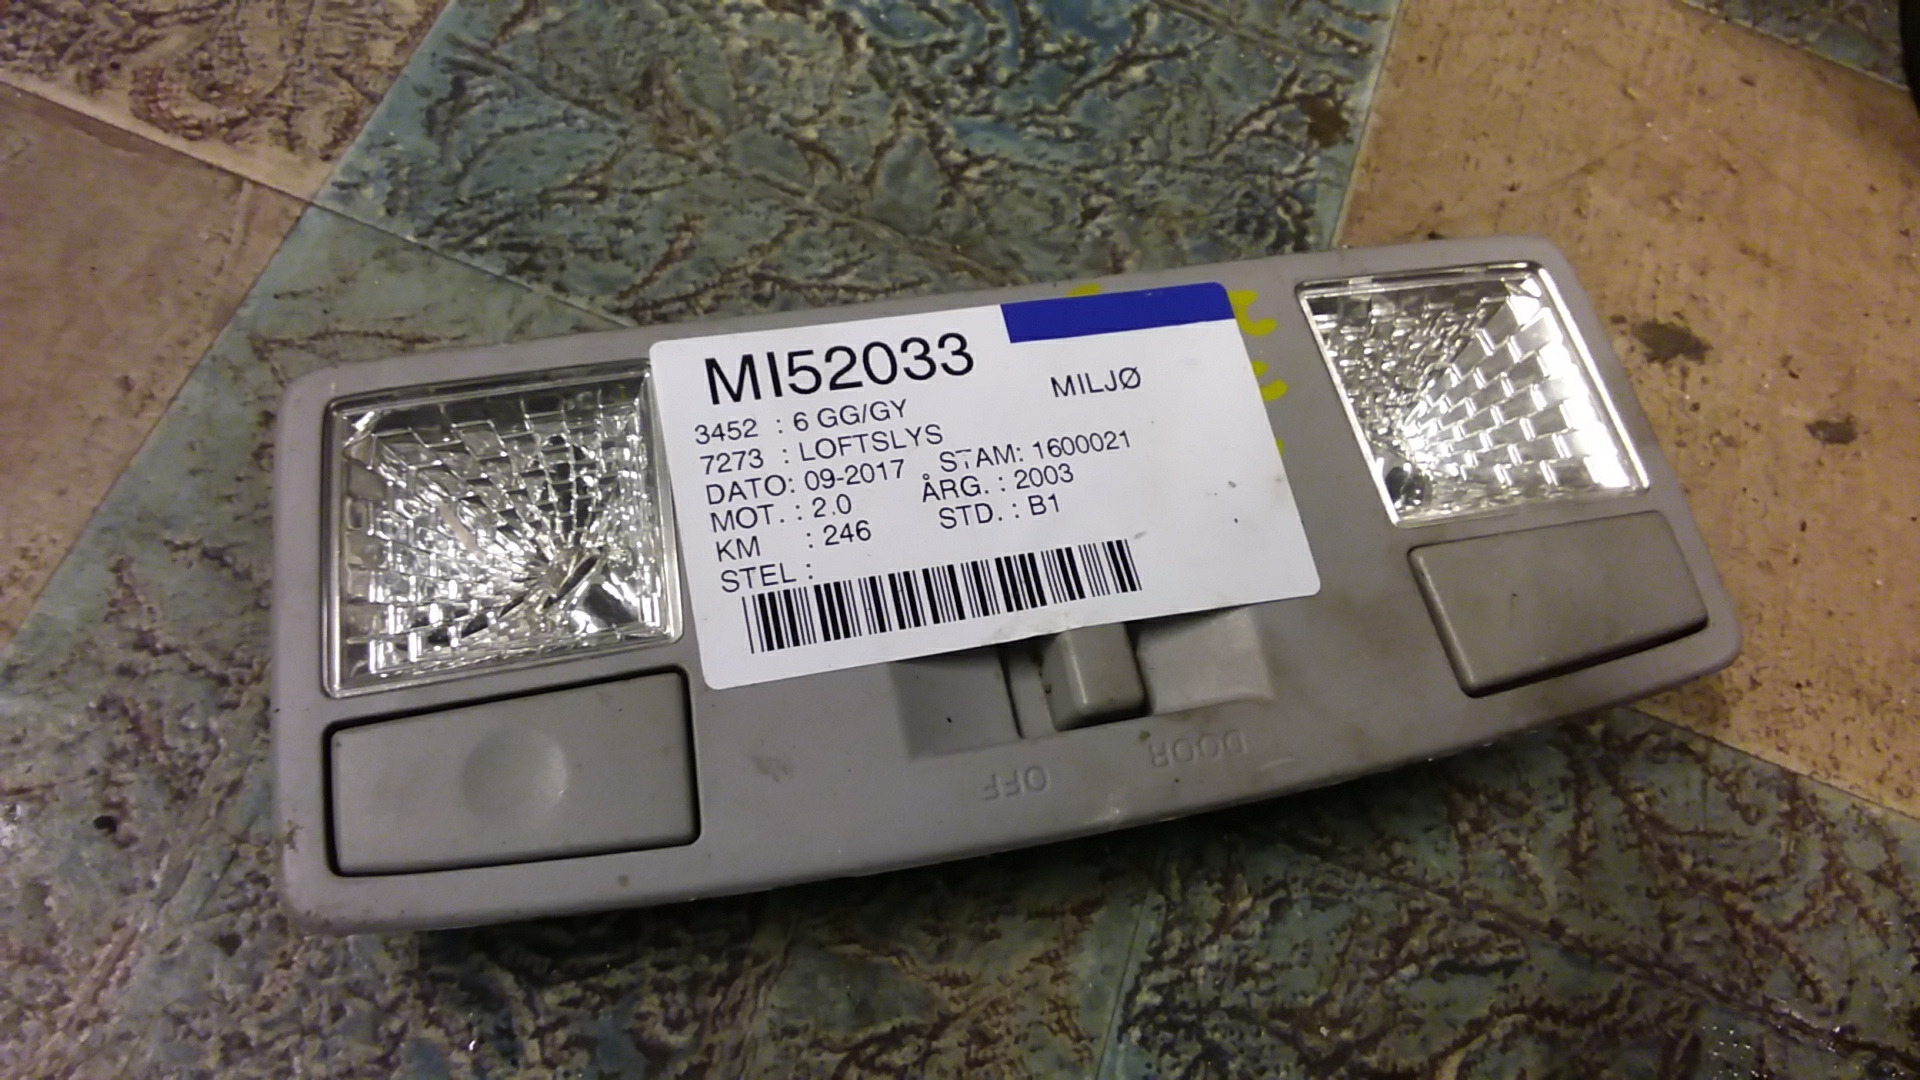 MI52033
MILJØ
3452 : 6 GG/GY
7273 : LOFTSLYS
DATO: 09-2017 STAM: 1600021
MOT. : 2.0 ÅRG. : 2003
KM : 246 STD. : B1
STEL :
OFF DOOR